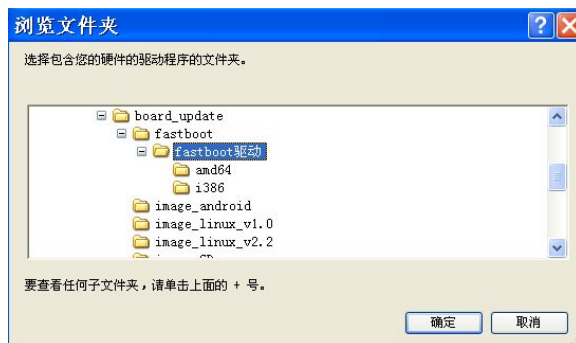 浏览文件夹
选择包含您的硬件的驱动程序的文件夹。
board_update
fastboot
fastboot驱动
amd64
i386
image_android
image_linux_v1.0
image_linux_v2.2
要查看任何子文件夹，请单击上面的 + 号。
确定
取消